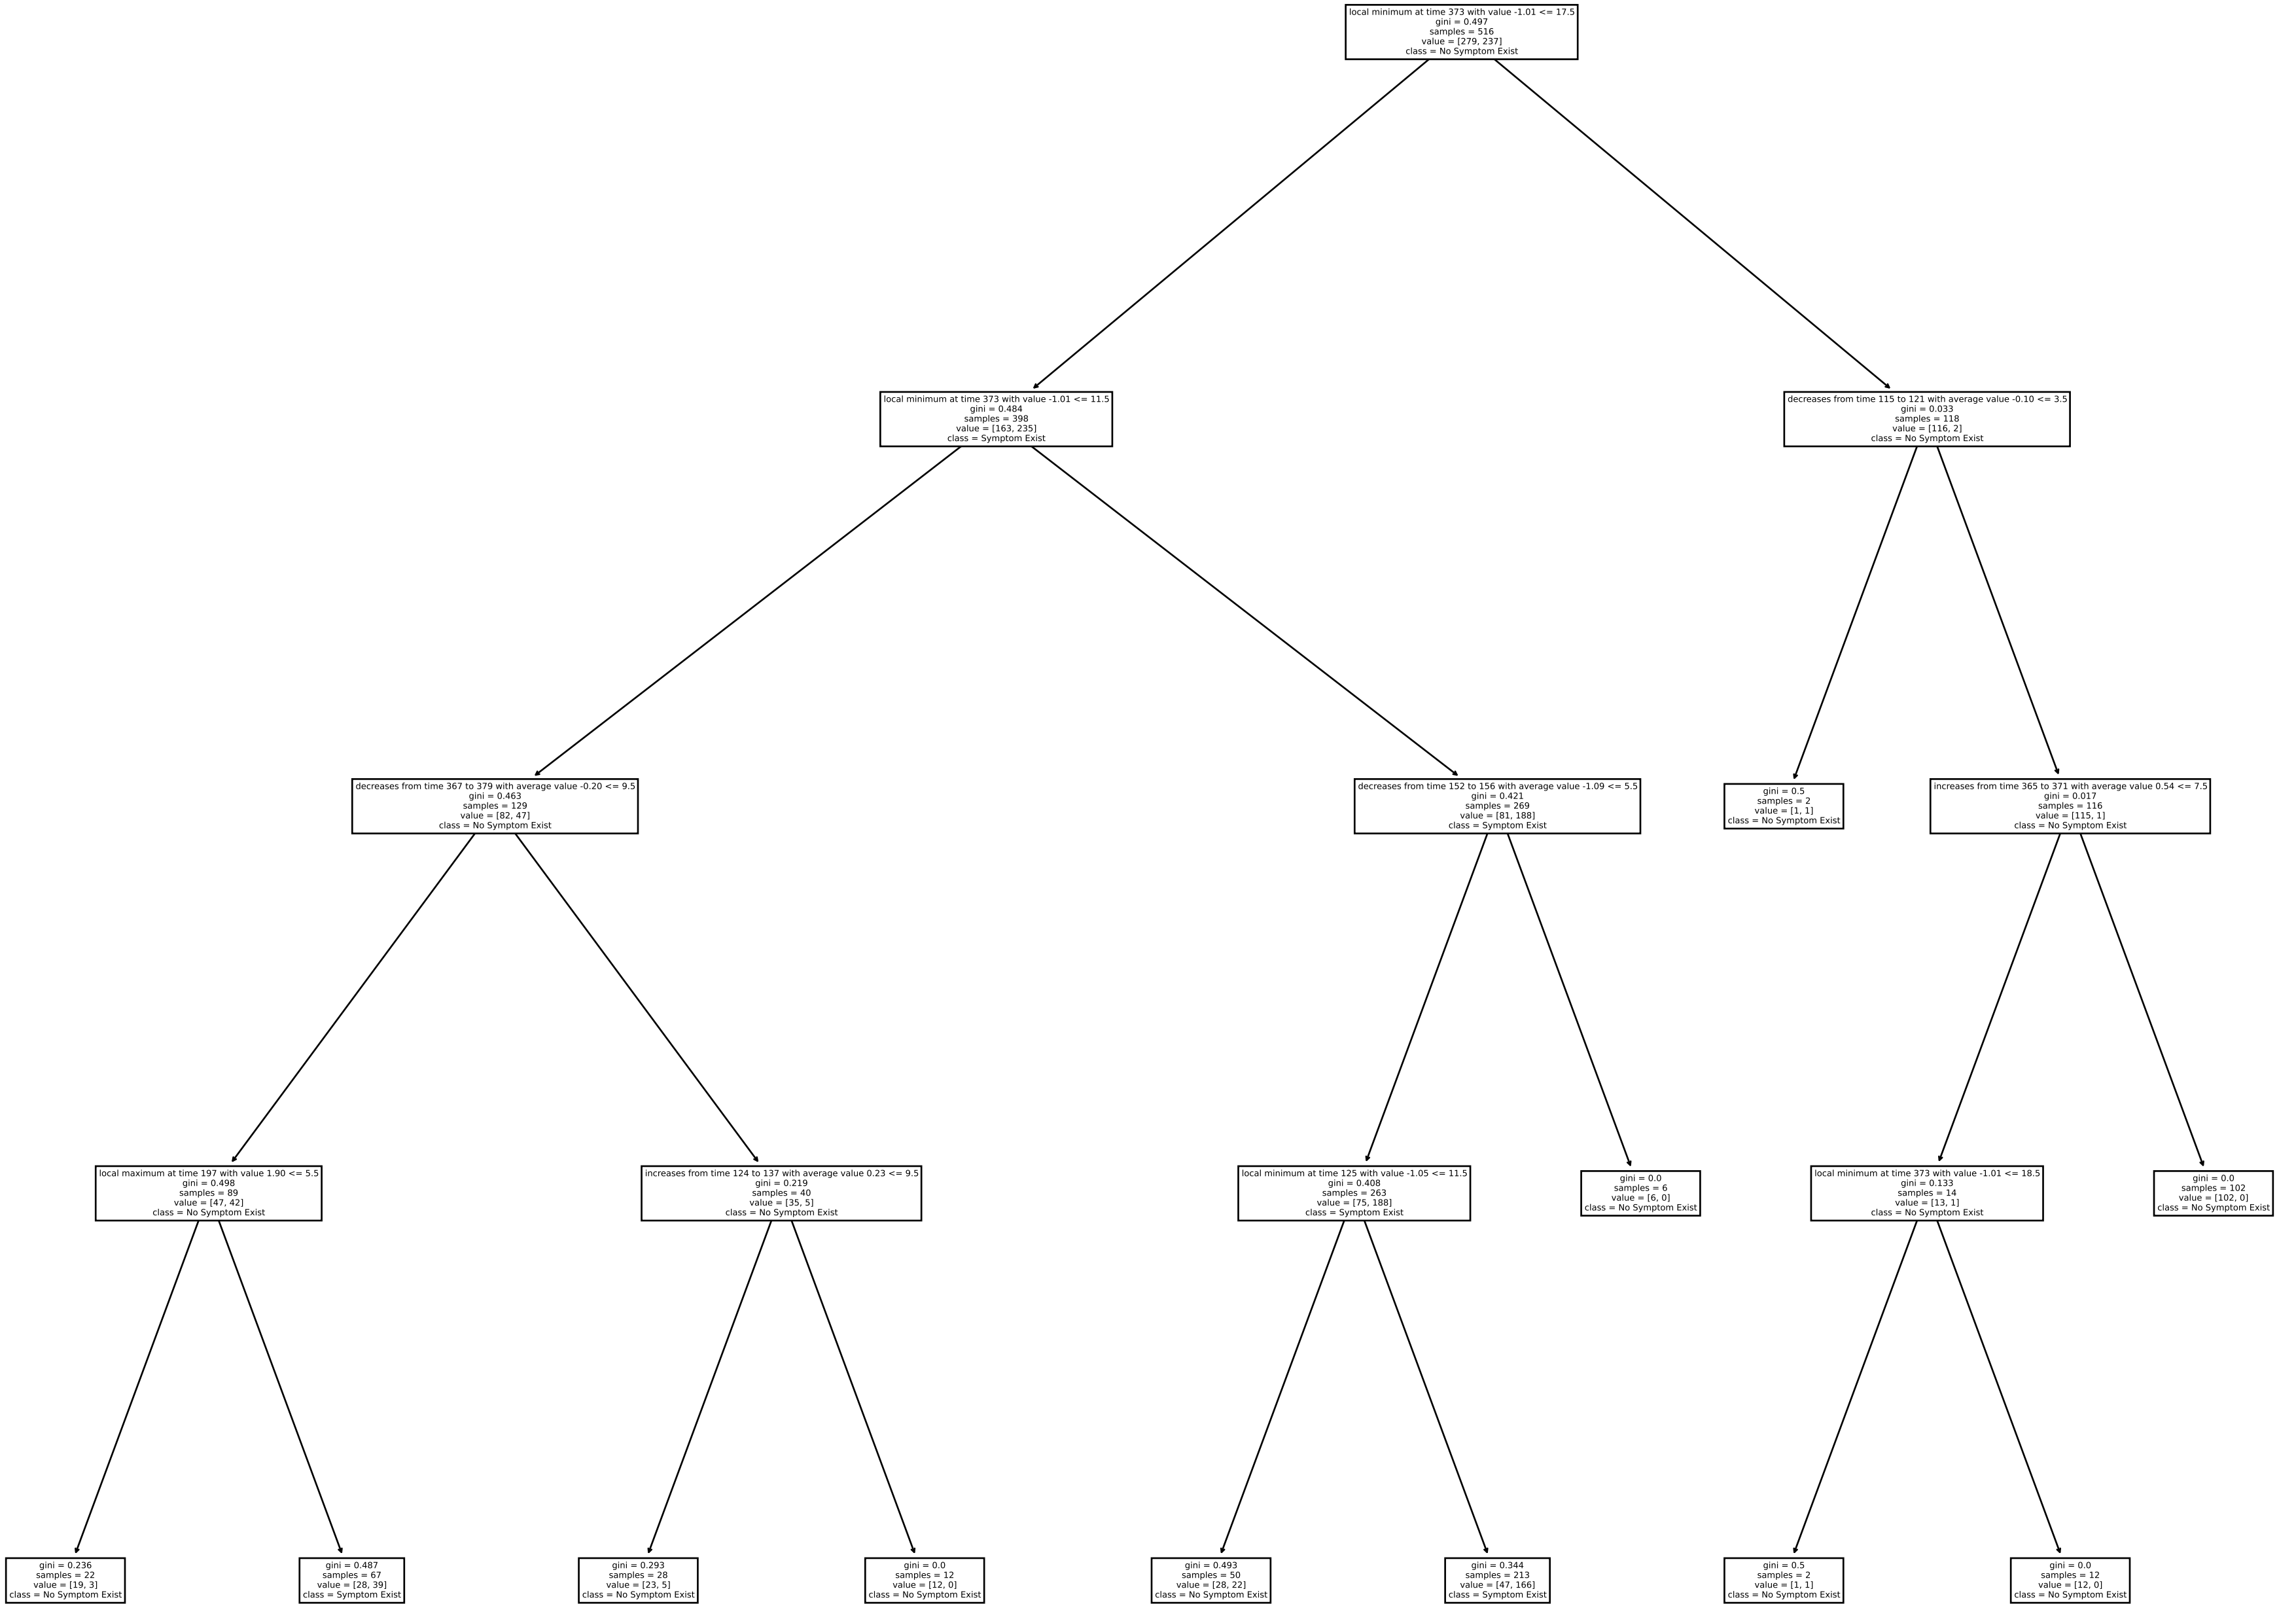 local minimum at time 373 with value -1.01 <= 17.5
gini = 0.497
samples = 516
value = [279, 237]
class = No Symptom Exist
local minimum at time 373 with value -1.01 <= 11.5
gini = 0.484
samples = 398
value = [163, 235]
class = Symptom Exist
decreases from time 115 to 121 with average value -0.10 <= 3.5
gini = 0.033
samples = 118
value = [116, 2]
class = No Symptom Exist
decreases from time 367 to 379 with average value -0.20 <= 9.5
gini = 0.463
samples = 129
value = [82, 47]
class = No Symptom Exist
decreases from time 152 to 156 with average value -1.09 <= 5.5
gini = 0.421
samples = 269
value = [81, 188]
class = Symptom Exist
gini = 0.5
samples = 2
value = [1, 1]
class = No Symptom Exist
increases from time 365 to 371 with average value 0.54 <= 7.5
gini = 0.017
samples = 116
value = [115, 1]
class = No Symptom Exist
local maximum at time 197 with value 1.90 <= 5.5
gini = 0.498
samples = 89
value = [47, 42]
class = No Symptom Exist
increases from time 124 to 137 with average value 0.23 <= 9.5
gini = 0.219
samples = 40
value = [35, 5]
class = No Symptom Exist
local minimum at time 125 with value -1.05 <= 11.5
gini = 0.408
samples = 263
value = [75, 188]
class = Symptom Exist
gini = 0.0
samples = 6
value = [6, 0]
class = No Symptom Exist
local minimum at time 373 with value -1.01 <= 18.5
gini = 0.133
samples = 14
value = [13, 1]
class = No Symptom Exist
gini = 0.0
samples = 102
value = [102, 0]
class = No Symptom Exist
gini = 0.236
samples = 22
value = [19, 3]
class = No Symptom Exist
gini = 0.487
samples = 67
value = [28, 39]
class = Symptom Exist
gini = 0.293
samples = 28
value = [23, 5]
class = No Symptom Exist
gini = 0.0
samples = 12
value = [12, 0]
class = No Symptom Exist
gini = 0.493
samples = 50
value = [28, 22]
class = No Symptom Exist
gini = 0.344
samples = 213
value = [47, 166]
class = Symptom Exist
gini = 0.5
samples = 2
value = [1, 1]
class = No Symptom Exist
gini = 0.0
samples = 12
value = [12, 0]
class = No Symptom Exist